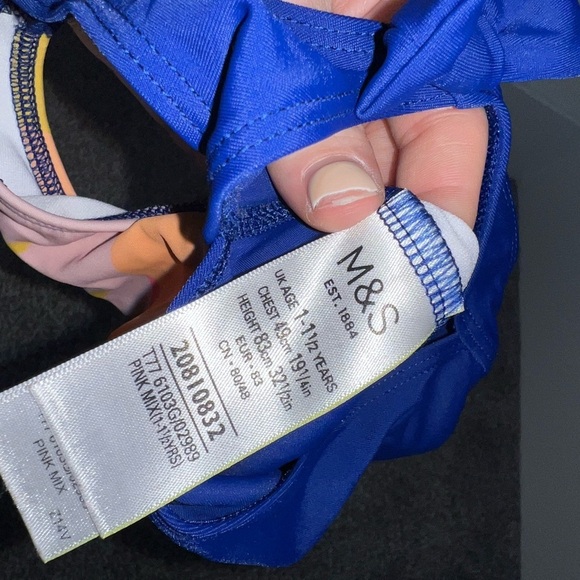 M&S
EST. 1884
UK AGE 1-1½ YEARS
CHEST 49cm 19¼in
HEIGHT 83cm 32½in
EUR - 83
CN - 80/48
20810832
T77 6103G/02989
PINK MIX(1-1½YRS)
PINK MIX
Z14V